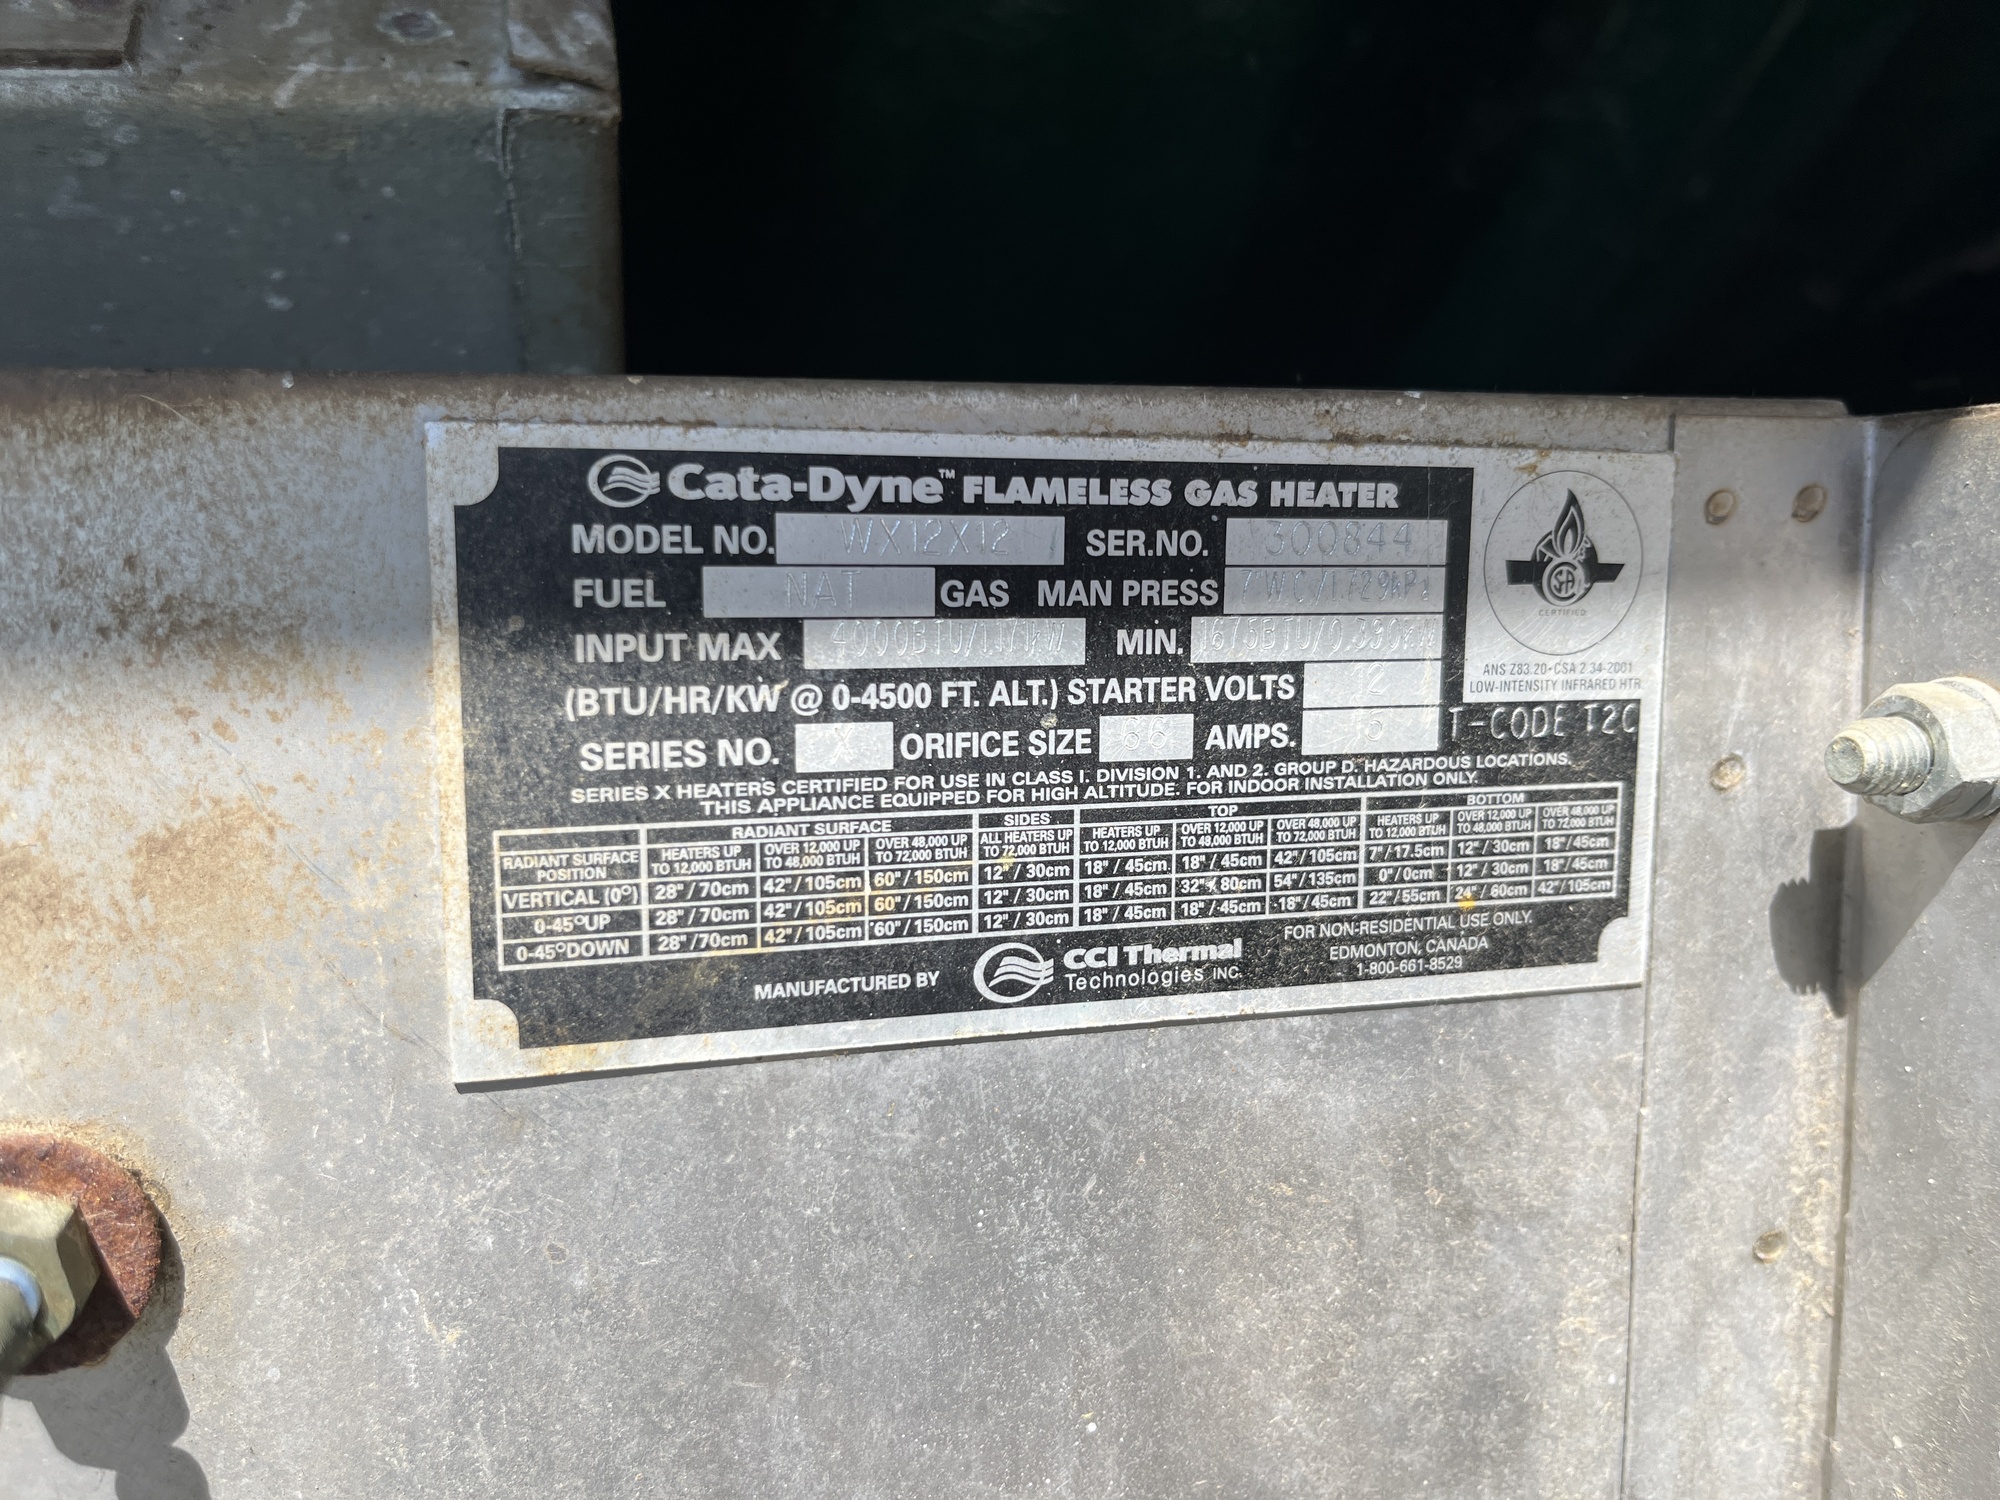 Cata-Dyne™ FLAMELESS GAS HEATER
MODEL NO. WX12X12 SER.NO. 300844
FUEL NAT GAS MAN PRESS 7"WC/1.729kPa
INPUT MAX 4000BTU/1.171kW MIN.
(BTU/HR/KW @ 0-4500 FT. ALT.) STARTER VOLTS 12
SERIES NO. X ORIFICE SIZE 66 AMPS.
T-CODE T2C
CSA
CERTIFIED
ANS Z83.20•CSA 2.34-2001
LOW-INTENSITY INFRARED HTR
SERIES X HEATERS CERTIFIED FOR USE IN CLASS I. DIVISION 1. AND 2. GROUP D. HAZARDOUS LOCATIONS.
THIS APPLIANCE EQUIPPED FOR HIGH ALTITUDE. FOR INDOOR INSTALLATION ONLY.
RADIANT SURFACE SIDES TOP BOTTOM
RADIANT SURFACE POSITION HEATERS UP TO 12,000 BTUH OVER 12,000 UP TO 48,000 BTUH OVER 48,000 UP TO 72,000 BTUH ALL HEATERS UP TO 72,000 BTUH HEATERS UP TO 12,000 BTUH OVER 12,000 UP TO 48,000 BTUH OVER 48,000 UP TO 72,000 BTUH HEATERS UP TO 12,000 BTUH OVER 12,000 UP TO 48,000 BTUH OVER 48,000 UP TO 72,000 BTUH
VERTICAL (0°) 28"/70cm 42"/105cm 60"/150cm 12"/30cm 18"/45cm 18"/45cm 42"/105cm 7"/17.5cm 12"/30cm 18"/45cm
0-45°UP 28"/70cm 42"/105cm 60"/150cm 12"/30cm 18"/45cm 32"/80cm 54"/135cm 0"/0cm 12"/30cm 18"/45cm
0-45°DOWN 28"/70cm 42"/105cm 60"/150cm 12"/30cm 18"/45cm 18"/45cm 18"/45cm 22"/55cm 24"/60cm 42"/105cm
MANUFACTURED BY CCI Thermal Technologies INC.
FOR NON-RESIDENTIAL USE ONLY.
EDMONTON, CANADA
1-800-661-8529